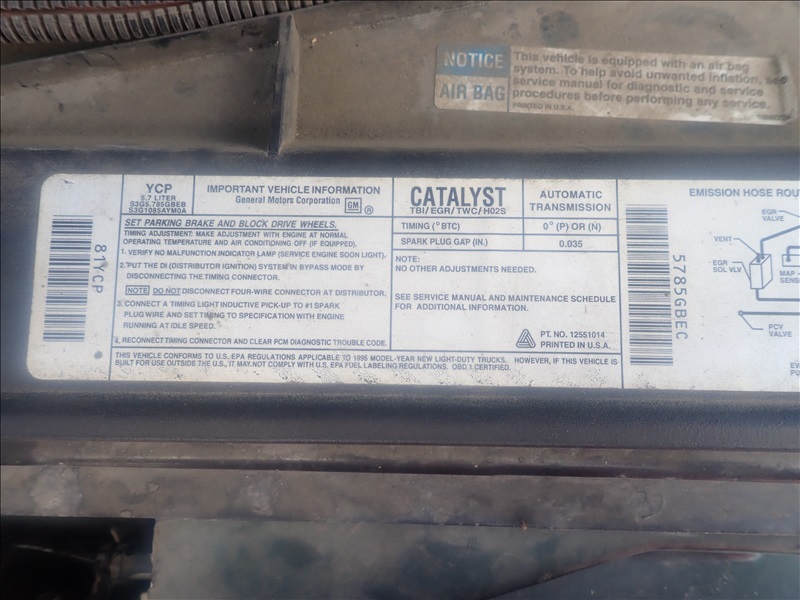 NOTICE
AIR BAG
This vehicle is equipped with an air bag
system. To help avoid unwanted inflation, see
service manual for diagnostic and service
procedures before performing any service.
PRINTED IN U.S.A.
81YCP
YCP
5.7 LITER
S3G5.785GBEB
S3G1085AYM0A
IMPORTANT VEHICLE INFORMATION
General Motors Corporation GM ®
SET PARKING BRAKE AND BLOCK DRIVE WHEELS.
TIMING ADJUSTMENT: MAKE ADJUSTMENT WITH ENGINE AT NORMAL
OPERATING TEMPERATURE AND AIR CONDITIONING OFF (IF EQUIPPED).
1. VERIFY NO MALFUNCTION INDICATOR LAMP (SERVICE ENGINE SOON LIGHT).
2. PUT THE DI (DISTRIBUTOR IGNITION) SYSTEM IN BYPASS MODE BY
DISCONNECTING THE TIMING CONNECTOR.
NOTE DO NOT DISCONNECT FOUR-WIRE CONNECTOR AT DISTRIBUTOR.
3. CONNECT A TIMING LIGHT INDUCTIVE PICK-UP TO #1 SPARK
PLUG WIRE AND SET TIMING TO SPECIFICATION WITH ENGINE
RUNNING AT IDLE SPEED.
4. RECONNECT TIMING CONNECTOR AND CLEAR PCM DIAGNOSTIC TROUBLE CODE.
CATALYST
TBI/EGR/TWC/HO2S
AUTOMATIC
TRANSMISSION
TIMING (°BTC)
0° (P) OR (N)
SPARK PLUG GAP (IN.)
0.035
NOTE:
NO OTHER ADJUSTMENTS NEEDED.
SEE SERVICE MANUAL AND MAINTENANCE SCHEDULE
FOR ADDITIONAL INFORMATION.
PT. NO. 12551014
PRINTED IN U.S.A.
THIS VEHICLE CONFORMS TO U.S. EPA REGULATIONS APPLICABLE TO 1995 MODEL-YEAR NEW LIGHT-DUTY TRUCKS. HOWEVER, IF THIS VEHICLE IS
BUILT FOR USE OUTSIDE THE U.S., IT MAY NOT COMPLY WITH U.S. EPA FUEL LABELING REGULATIONS. OBD 1 CERTIFIED.
5785GBEC
EMISSION HOSE ROU
EGR
VALVE
VENT
EGR
SOL VLV
MAP
SENS
PCV
VALVE
EV
PU